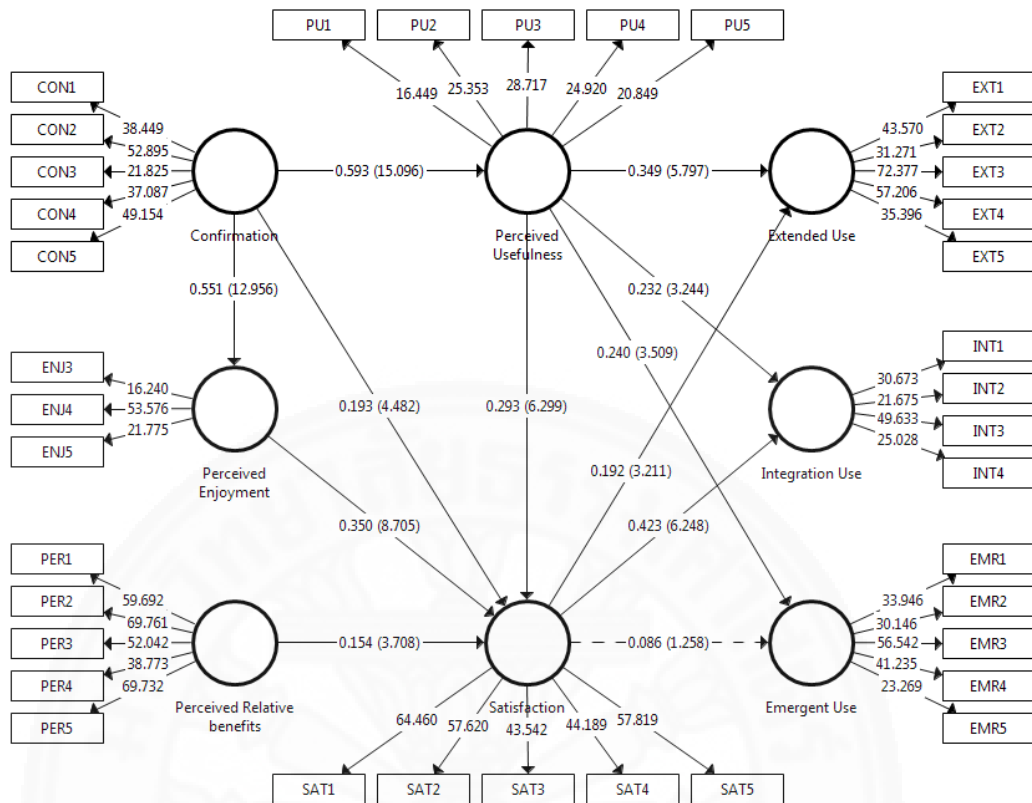 PU1
PU2
PU3
PU4
PU5
16.449
25.353
28.717
24.920
20.849
CON1
CON2
CON3
CON4
CON5
38.449
52.895
21.825
37.087
49.154
Confirmation
0.593 (15.096)
Perceived
Usefulness
0.349 (5.797)
Extended Use
43.570
31.271
72.377
57.206
35.396
EXT1
EXT2
EXT3
EXT4
EXT5
0.551 (12.956)
0.232 (3.244)
0.240 (3.509)
0.193 (4.482)
0.293 (6.299)
ENJ3
ENJ4
ENJ5
16.240
53.576
21.775
Perceived
Enjoyment
0.350 (8.705)
0.192 (3.211)
0.423 (6.248)
Integration Use
30.673
21.675
49.633
25.028
INT1
INT2
INT3
INT4
PER1
PER2
PER3
PER4
PER5
59.692
69.761
52.042
38.773
69.732
Perceived Relative
benefits
0.154 (3.708)
Satisfaction
0.086 (1.258)
Emergent Use
33.946
30.146
56.542
41.235
23.269
EMR1
EMR2
EMR3
EMR4
EMR5
64.460
57.620
43.542
44.189
57.819
SAT1
SAT2
SAT3
SAT4
SAT5